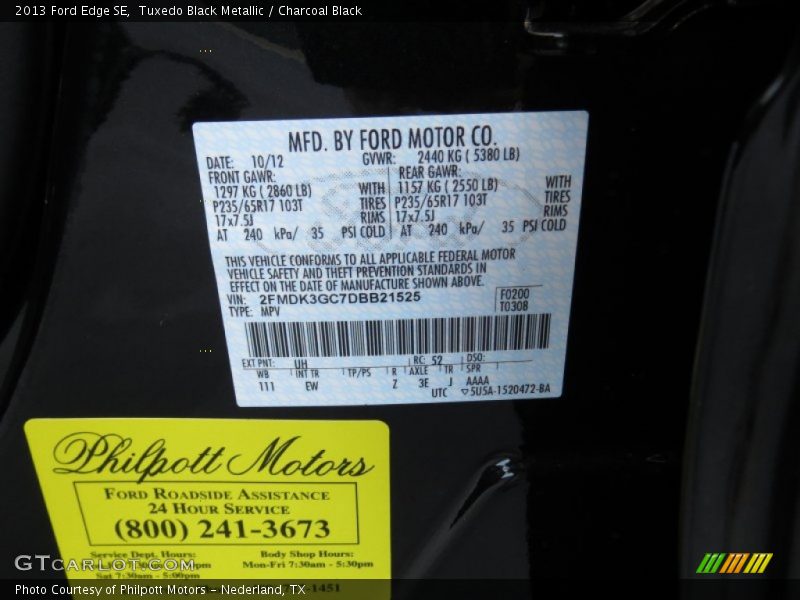 2013 Ford Edge SE,  Tuxedo Black Metallic / Charcoal Black
MFD. BY FORD MOTOR CO.
DATE: 10/12 GVWR: 2440 KG ( 5380 LB)
FRONT GAWR: REAR GAWR:
1297 KG ( 2860 LB) WITH 1157 KG ( 2550 LB) WITH
P235/65R17 103T TIRES P235/65R17 103T TIRES
17x7.5J RIMS 17x7.5J RIMS
AT 240 kPa/ 35 PSI COLD AT 240 kPa/ 35 PSI COLD
THIS VEHICLE CONFORMS TO ALL APPLICABLE FEDERAL MOTOR
VEHICLE SAFETY AND THEFT PREVENTION STANDARDS IN
EFFECT ON THE DATE OF MANUFACTURE SHOWN ABOVE.
VIN: 2FMDK3GC7DBB21525 F0200
TYPE: MPV T0308
EXT PNT: UH RC: 52 DSO:
WB INT TR TP/PS R AXLE TR SPR
111 EW Z 3E J AAAA
UTC ▽5U5A-1520472-BA
Philpott Motors
Ford Roadside Assistance
24 Hour Service
(800) 241-3673
Service Dept. Hours: Body Shop Hours:
Mon-Fri 7:30am - 5:30pm
Sat 7:30am - 5:00pm
-1451
GTCarLot.com
Photo Courtesy of Philpott Motors – Nederland, TX